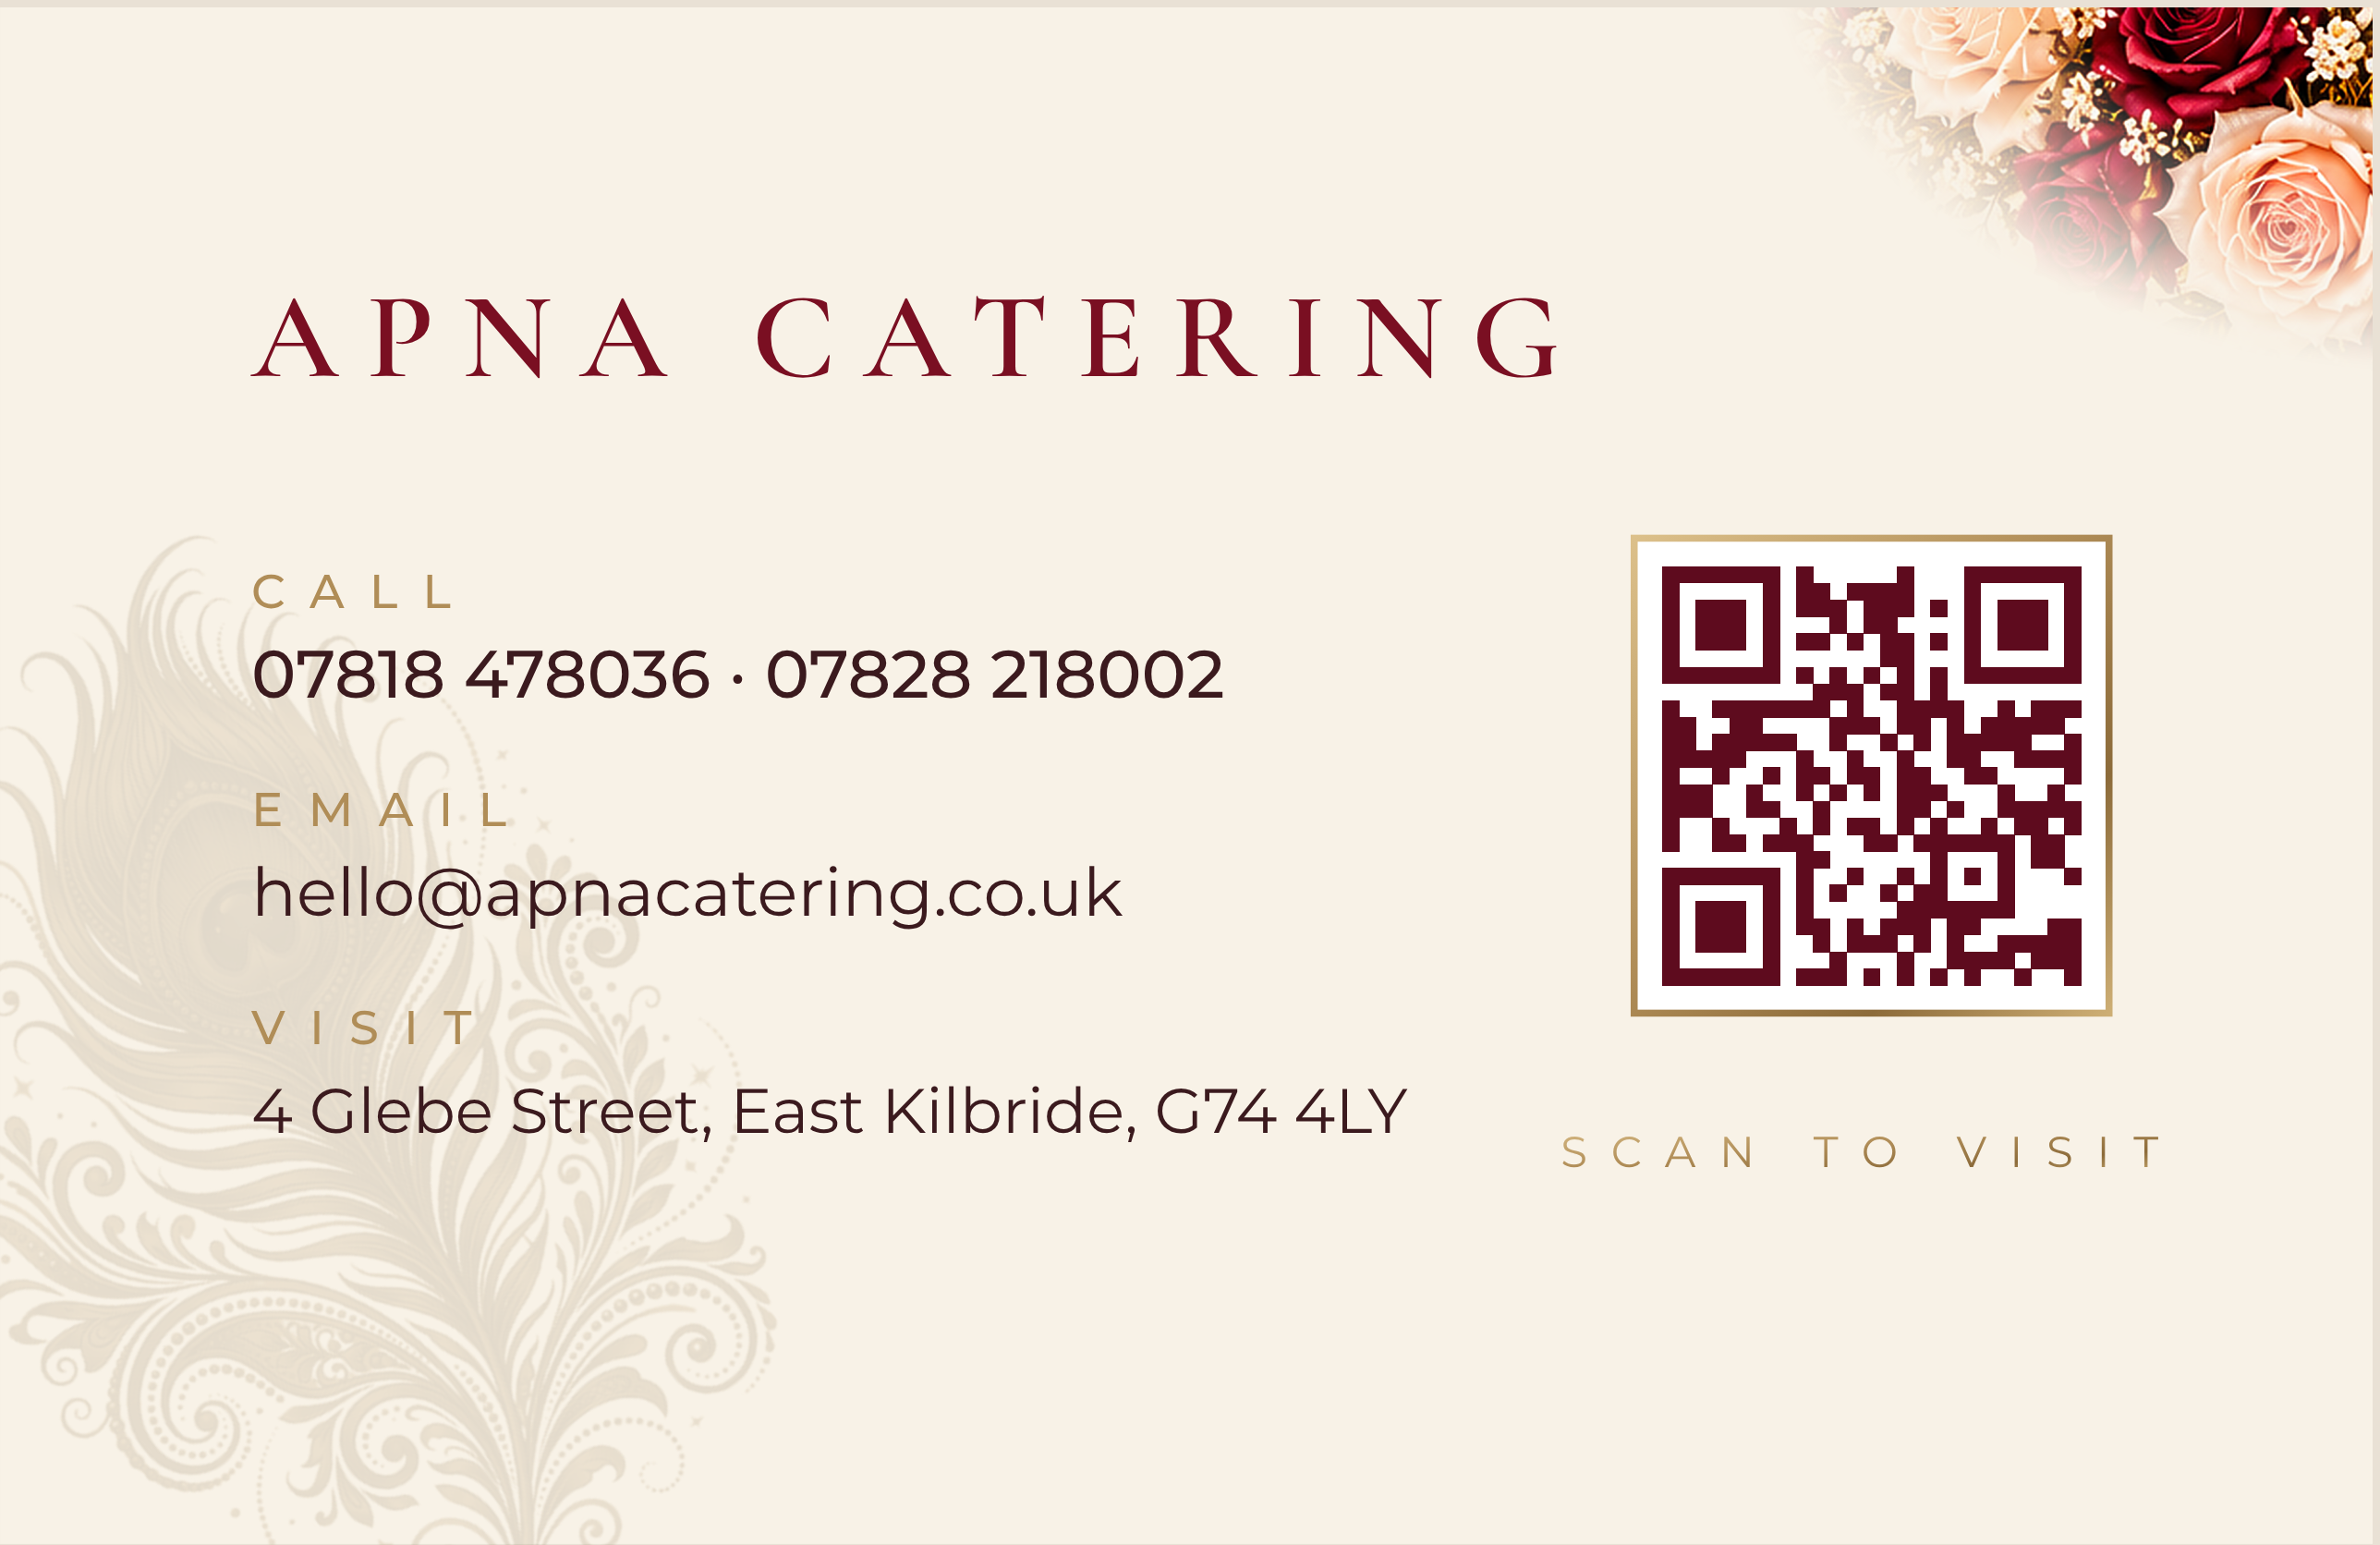 APNA CATERING
CALL
07818 478036 · 07828 218002
EMAIL
hello@apnacatering.co.uk
VISIT
4 Glebe Street, East Kilbride, G74 4LY
SCAN TO VISIT